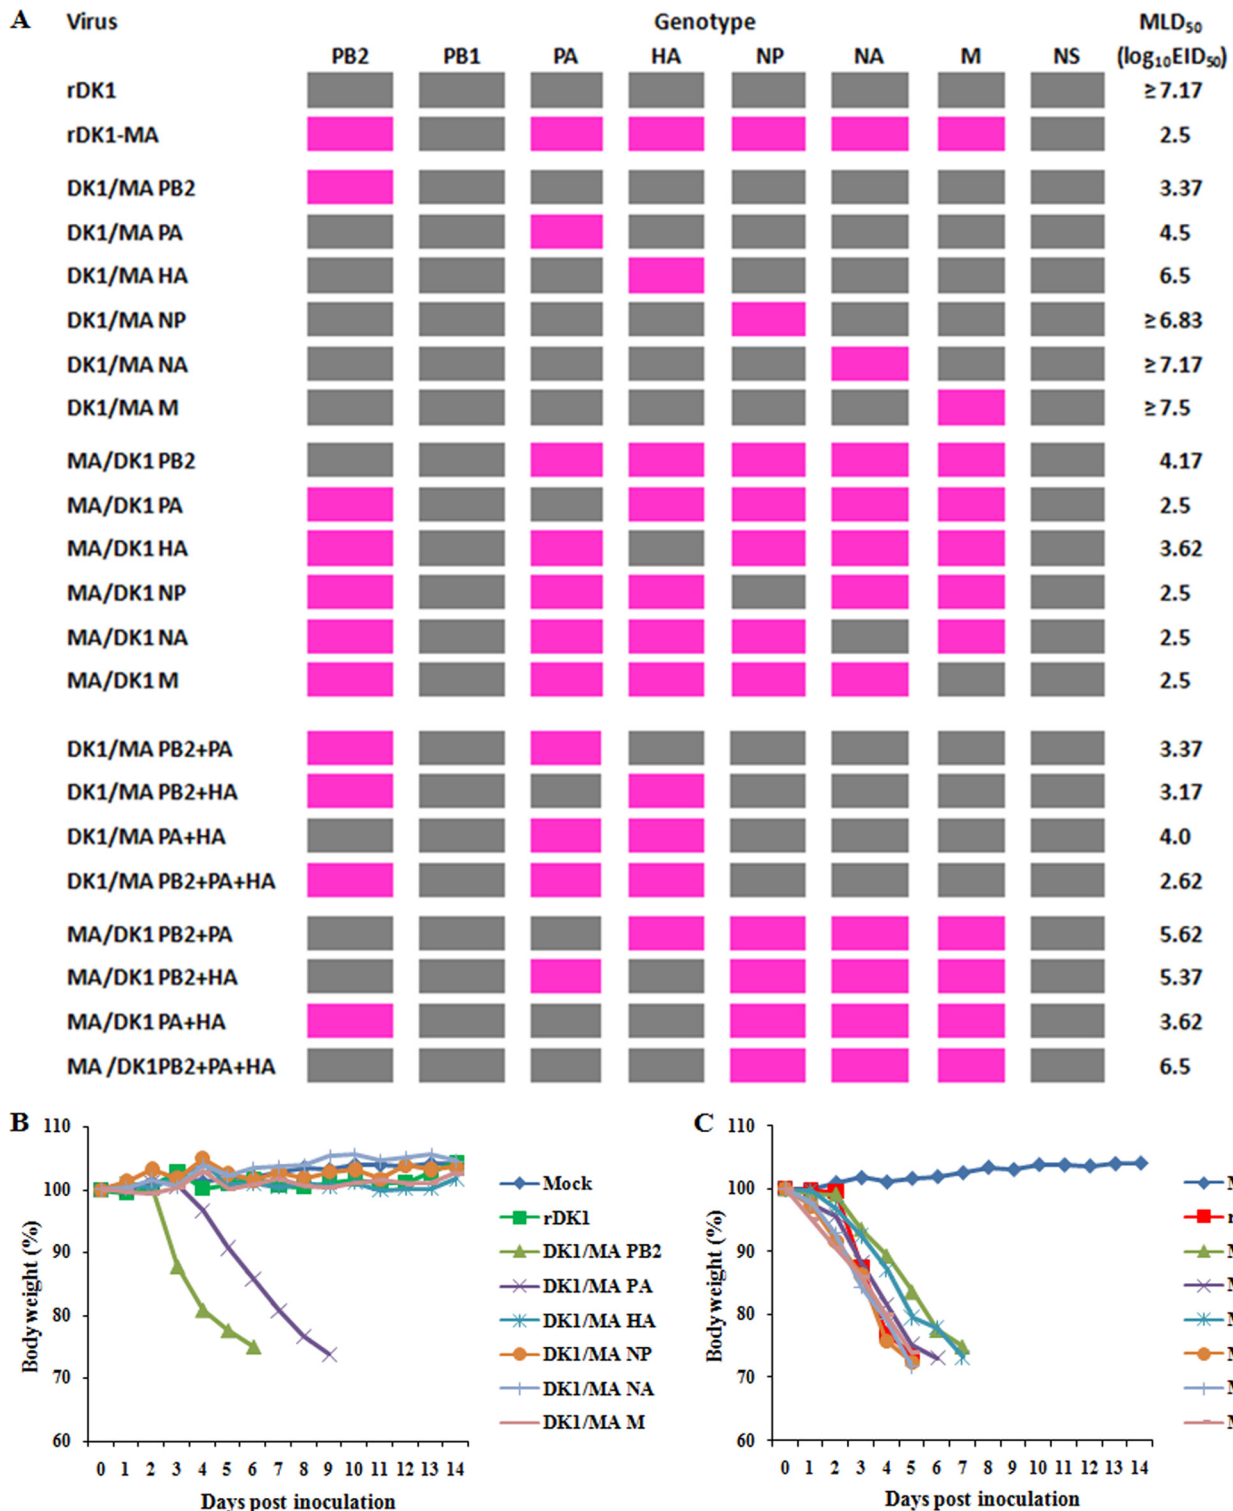 A Virus Genotype MLD₅₀
PB2 PB1 PA HA NP NA M NS (log₁₀EID₅₀)
rDK1 ≥7.17
rDK1-MA 2.5
DK1/MA PB2 3.37
DK1/MA PA 4.5
DK1/MA HA 6.5
DK1/MA NP ≥6.83
DK1/MA NA ≥7.17
DK1/MA M ≥7.5
MA/DK1 PB2 4.17
MA/DK1 PA 2.5
MA/DK1 HA 3.62
MA/DK1 NP 2.5
MA/DK1 NA 2.5
MA/DK1 M 2.5
DK1/MA PB2+PA 3.37
DK1/MA PB2+HA 3.17
DK1/MA PA+HA 4.0
DK1/MA PB2+PA+HA 2.62
MA/DK1 PB2+PA 5.62
MA/DK1 PB2+HA 5.37
MA/DK1 PA+HA 3.62
MA /DK1PB2+PA+HA 6.5
B
110
100
90
80
70
60
Body weight (%)
0 1 2 3 4 5 6 7 8 9 10 11 12 13 14
Days post inoculation
Mock
rDK1
DK1/MA PB2
DK1/MA PA
DK1/MA HA
DK1/MA NP
DK1/MA NA
DK1/MA M
C
110
100
90
80
70
60
Body weight (%)
0 1 2 3 4 5 6 7 8 9 10 11 12 13 14
Days post inoculation